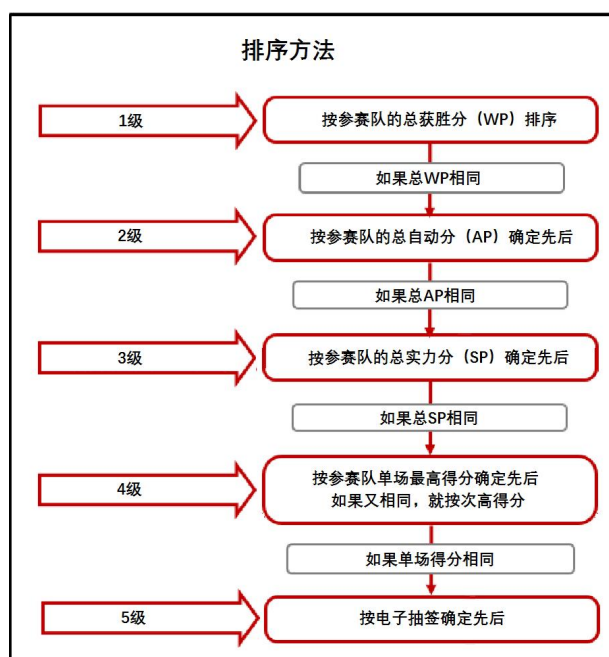 排序方法
1级
按参赛队的总获胜分（WP）排序
如果总WP相同
2级
按参赛队的总自动分（AP）确定先后
如果总AP相同
3级
按参赛队的总实力分（SP）确定先后
如果总SP相同
4级
按参赛队单场最高得分确定先后
如果又相同，就按次高得分
如果单场得分相同
5级
按电子抽签确定先后